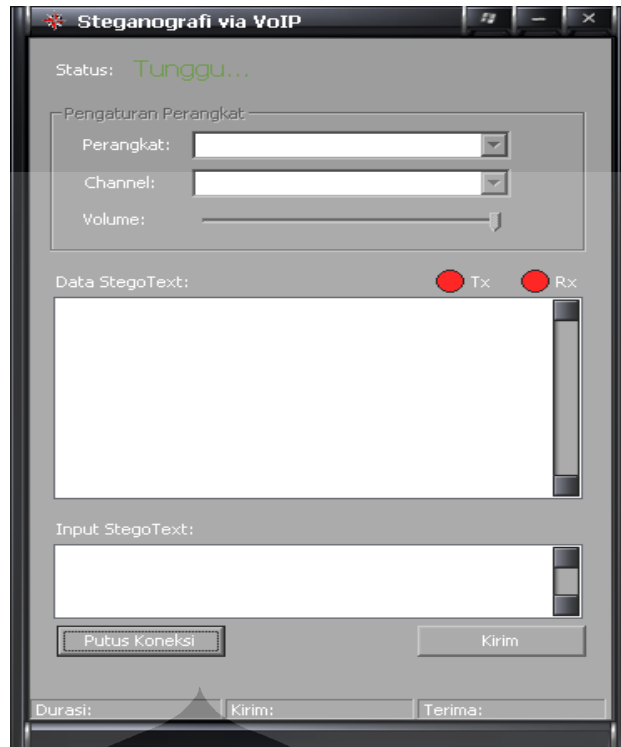 Steganografi via VoIP
Status: Tunggu...
Pengaturan Perangkat
Perangkat:
Channel:
Volume:
Data StegoText: Tx Rx
Input StegoText:
Putus Koneksi Kirim
Durasi: Kirim: Terima: